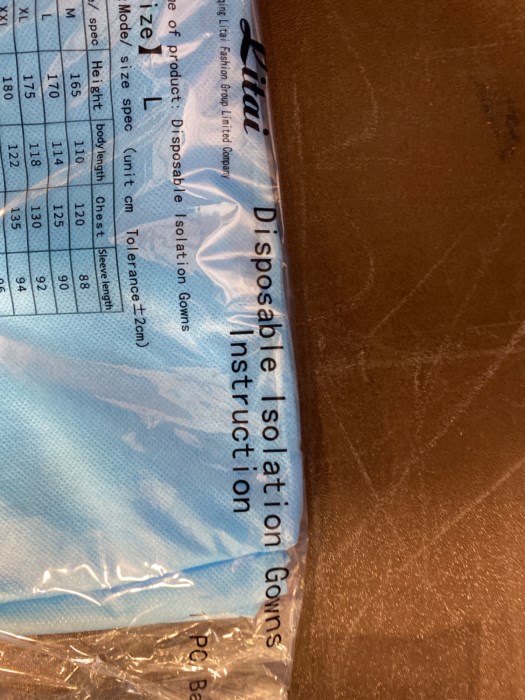 Litai
Litai Fashion Group Limited Company
Disposable Isolation Gowns
Instruction
of product: Disposable Isolation Gowns
ize】 L
Mode/ size spec (unit cm Tolerance±2cm)
/ spec Height body length Chest Sleeve length
M 165 110 120 88
L 170 114 125 90
XL 175 118 130 92
XXL 180 122 135 94
PC/Ba